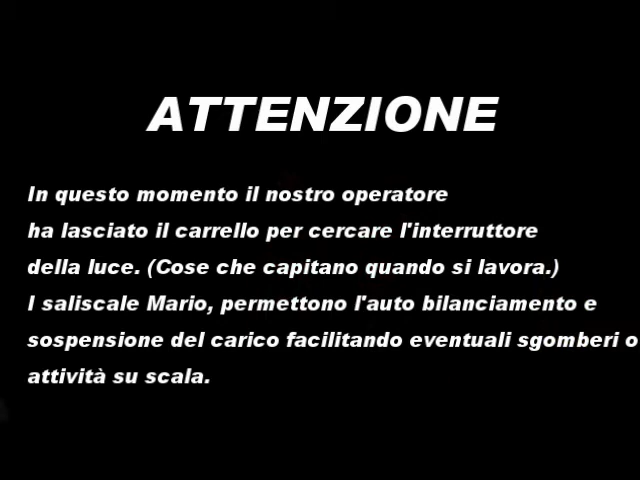 ATTENZIONE
In questo momento il nostro operatore
ha lasciato il carrello per cercare l'interruttore
della luce. (Cose che capitano quando si lavora.)
I saliscale Mario, permettono l'auto bilanciamento e
sospensione del carico facilitando eventuali sgomberi o
attività su scala.